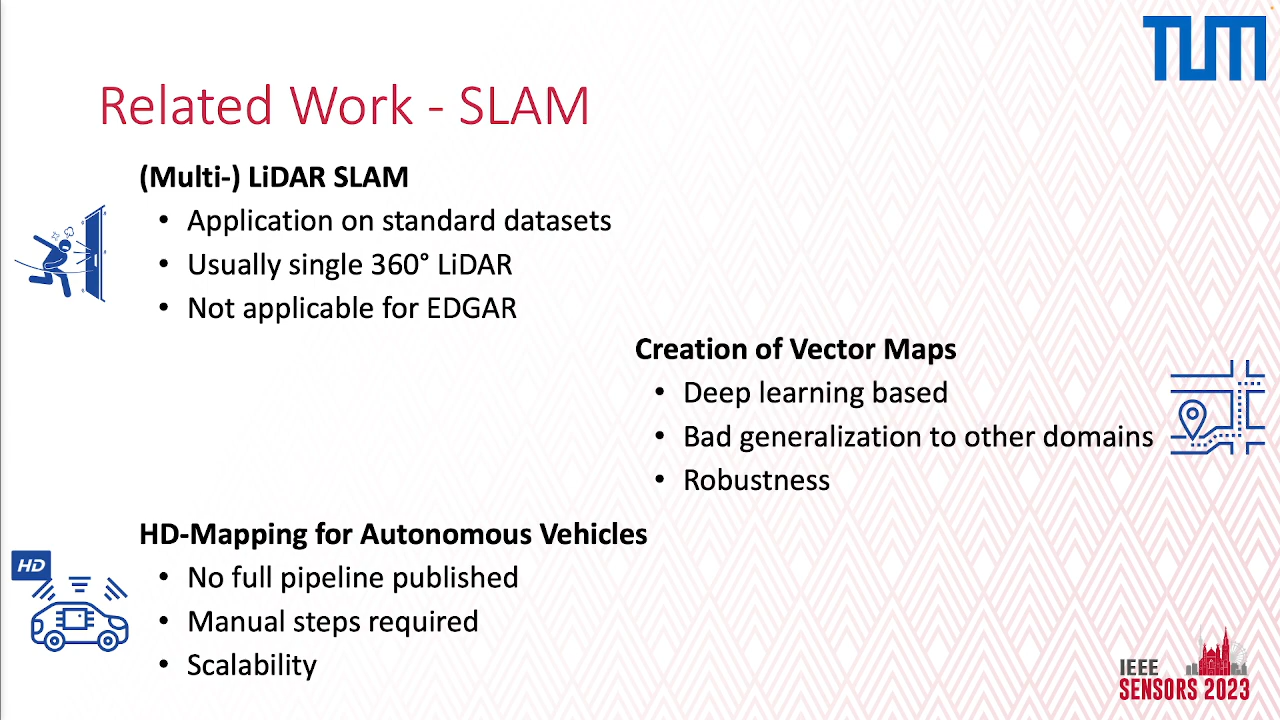 TUM
Related Work - SLAM
(Multi-) LiDAR SLAM
• Application on standard datasets
• Usually single 360° LiDAR
• Not applicable for EDGAR
Creation of Vector Maps
• Deep learning based
• Bad generalization to other domains
• Robustness
HD-Mapping for Autonomous Vehicles
HD
• No full pipeline published
• Manual steps required
• Scalability
IEEE
SENSORS 2023